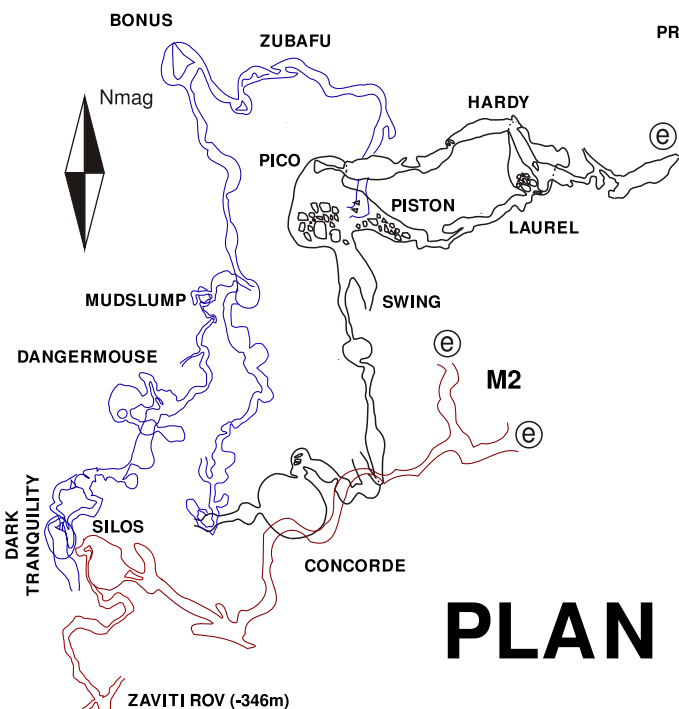 BONUS
ZUBAFU
PR
Nmag
HARDY
e
PICO
PISTON
LAUREL
MUDSLUMP
SWING
DANGERMOUSE
e
M2
e
DARK
TRANQUILITY
SILOS
CONCORDE
PLAN
ZAVITI ROV (-346m)